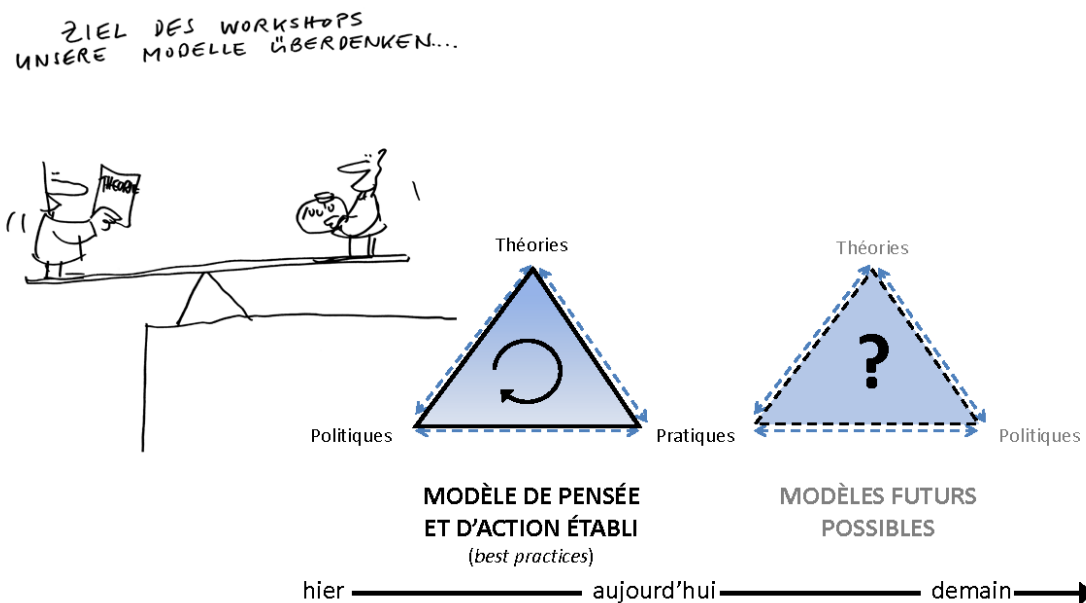 ZIEL DES WORKSHOPS
UNSERE MODELLE ÜBERDENKEN....
THEORIE
Théories
Politiques
Pratiques
MODÈLE DE PENSÉE
ET D'ACTION ÉTABLI
(best practices)
Théories
?
Politiques
MODÈLES FUTURS
POSSIBLES
hier
aujourd'hui
demain